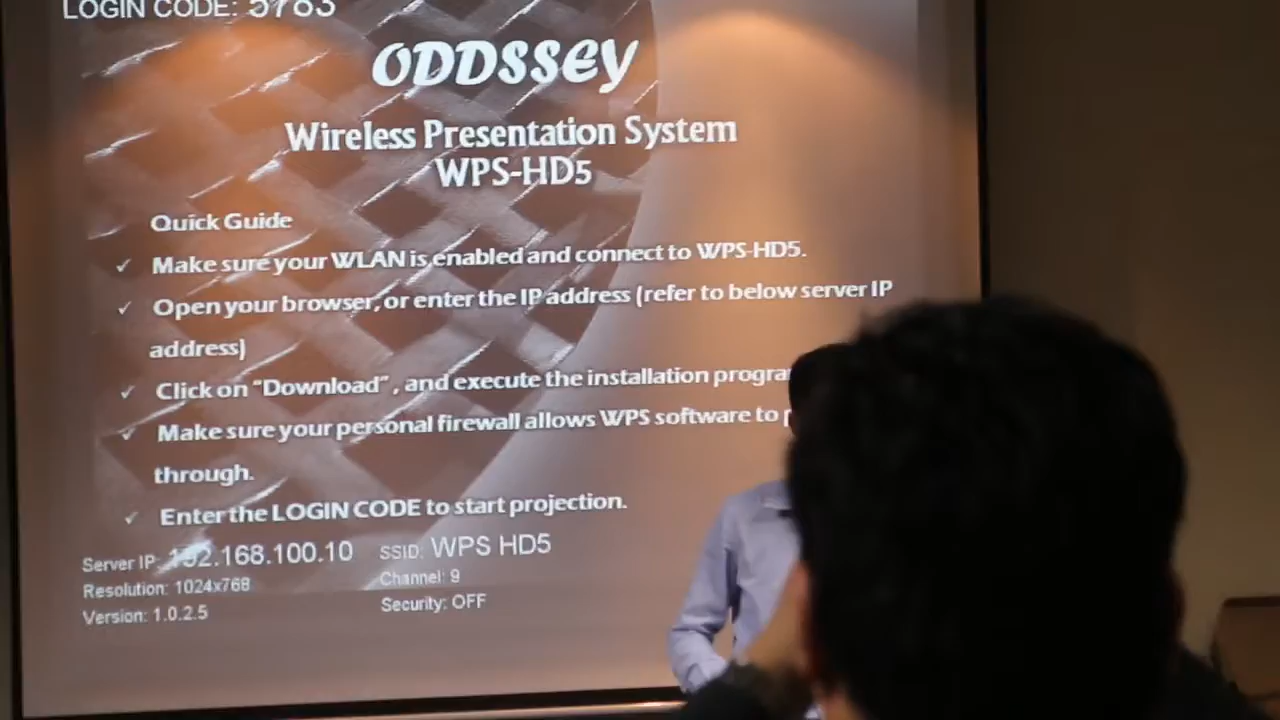 LOGIN CODE: 5783
ODDSSEY
Wireless Presentation System
WPS-HD5
Quick Guide
✓ Make sure your WLAN is enabled and connect to WPS-HD5.
✓ Open your browser, or enter the IP address (refer to below server IP
address)
✓ Click on "Download" , and execute the installation progra
✓ Make sure your personal firewall allows WPS software to p
through.
✓ Enter the LOGIN CODE to start projection.
Server IP: 192.168.100.10 SSID: WPS HD5
Resolution: 1024x768 Channel: 9
Version: 1.0.2.5 Security: OFF